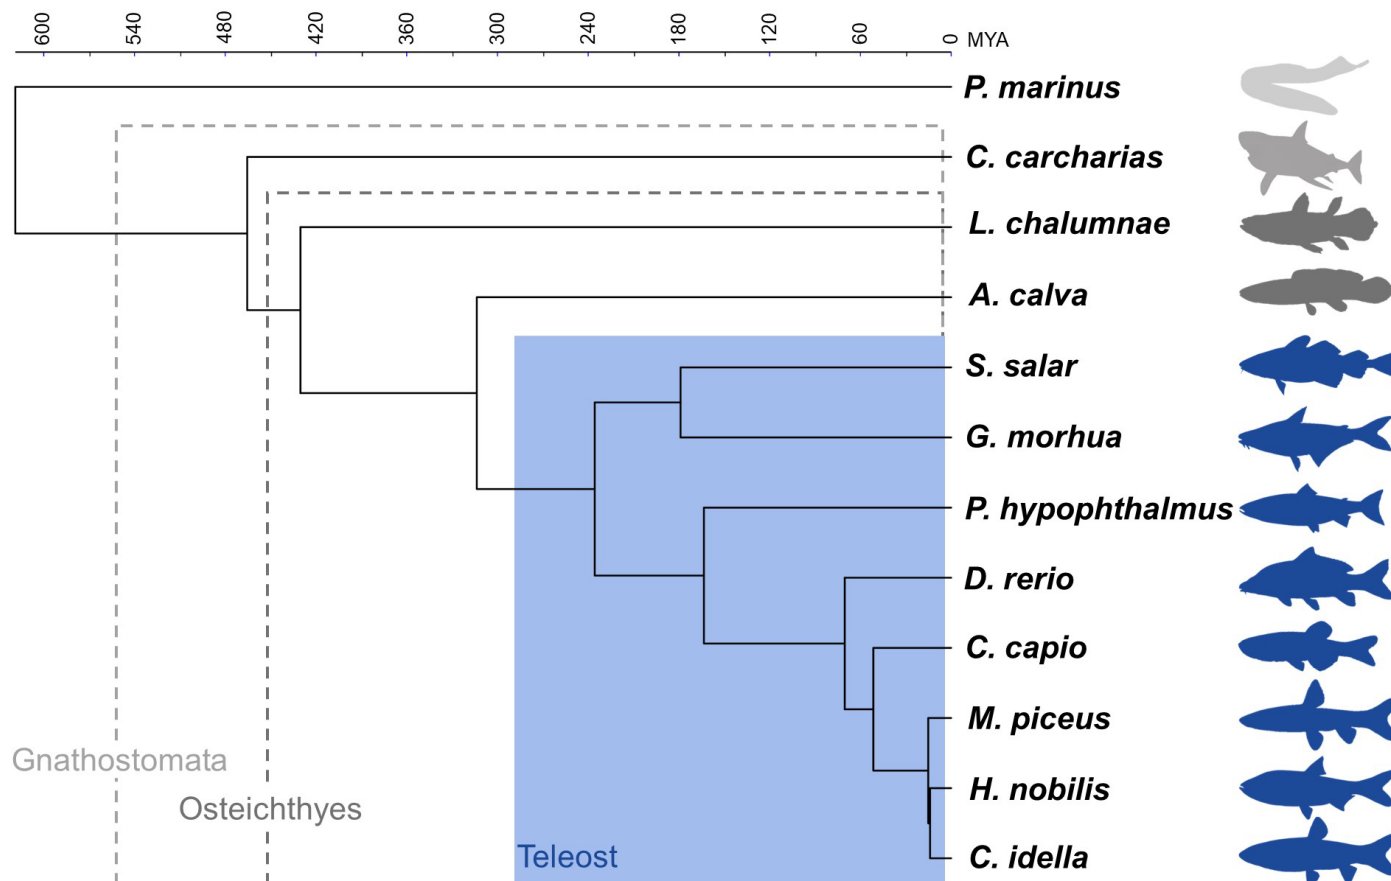 600 540 480 420 360 300 240 180 120 60 0 MYA
P. marinus
C. carcharias
L. chalumnae
A. calva
S. salar
G. morhua
P. hypophthalmus
D. rerio
C. capio
M. piceus
H. nobilis
C. idella
Gnathostomata
Osteichthyes
Teleost